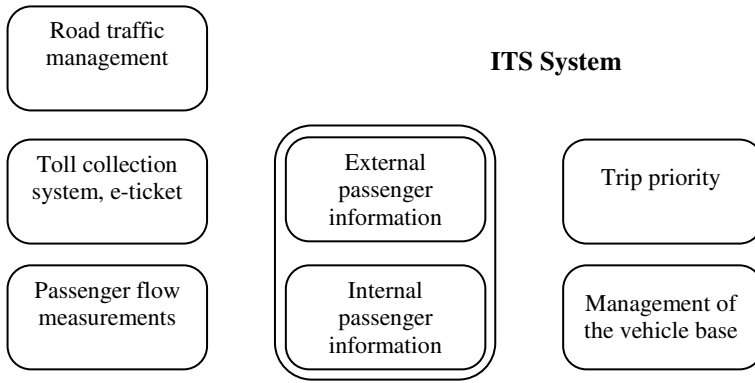 Road traffic
management
ITS System
Toll collection
system, e-ticket
External
passenger
information
Trip priority
Passenger flow
measurements
Internal
passenger
information
Management of
the vehicle base